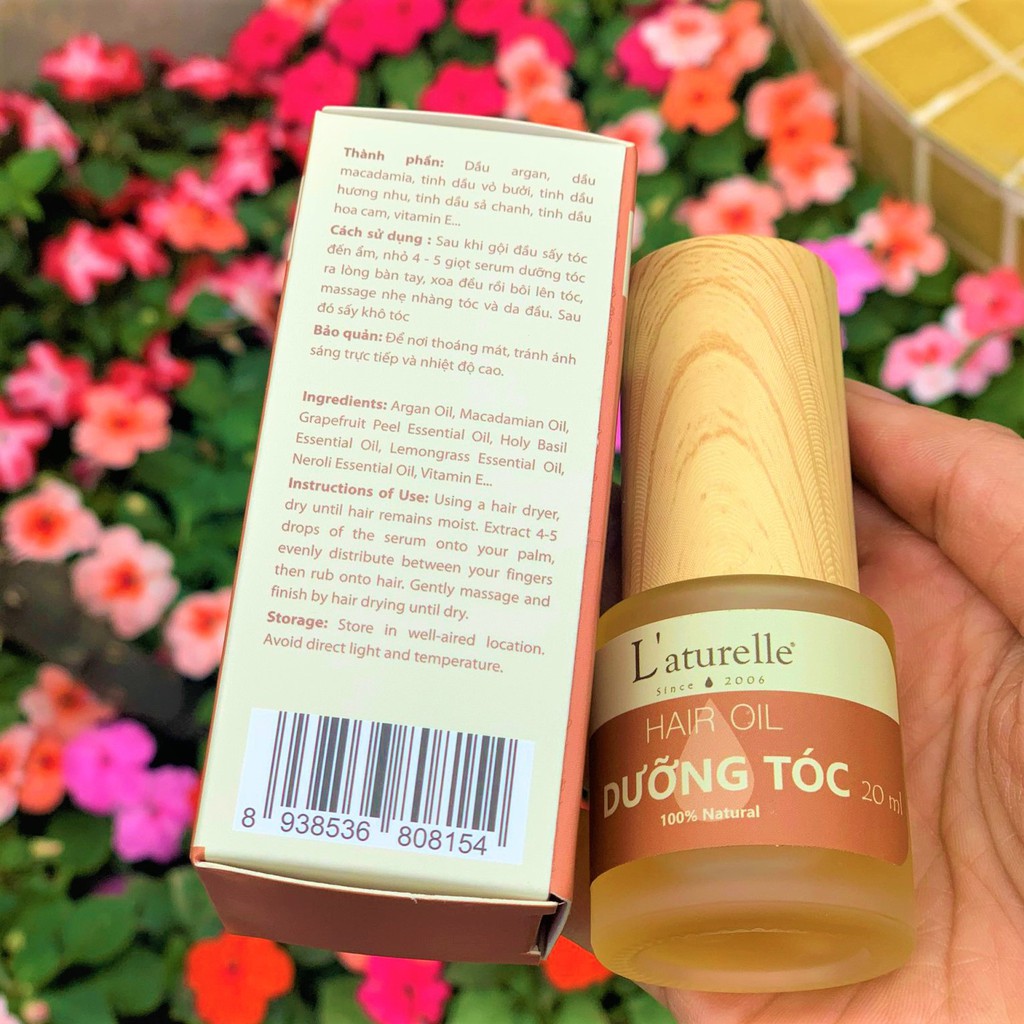 Thành phần: Dầu argan, dầu
macadamia, tinh dầu vỏ bưởi, tinh dầu
hương nhu, tinh dầu sả chanh, tinh dầu
hoa cam, vitamin E...
Cách sử dụng : Sau khi gội đầu sấy tóc
đến ẩm, nhỏ 4 - 5 giọt serum dưỡng tóc
ra lòng bàn tay, xoa đều rồi bôi lên tóc,
massage nhẹ nhàng tóc và da đầu. Sau
đó sấy khô tóc
Bảo quản: Để nơi thoáng mát, tránh ánh
sáng trực tiếp và nhiệt độ cao.
Ingredients: Argan Oil, Macadamian Oil,
Grapefruit Peel Essential Oil, Holy Basil
Essential Oil, Lemongrass Essential Oil,
Neroli Essential Oil, Vitamin E...
Instructions of Use: Using a hair dryer,
dry until hair remains moist. Extract 4-5
drops of the serum onto your palm,
evenly distribute between your fingers
then rub onto hair. Gently massage and
finish by hair drying until dry.
Storage: Store in well-aired location.
Avoid direct light and temperature.
8 938536 808154
L'aturelle®
Since 2006
HAIR OIL
DƯỠNG TÓC 20 ml
100% Natural